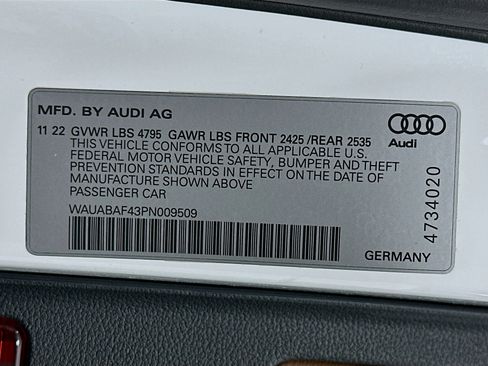 MFD. BY AUDI AG
11 22 GVWR LBS 4795 GAWR LBS FRONT 2425 /REAR 2535
THIS VEHICLE CONFORMS TO ALL APPLICABLE U.S.
FEDERAL MOTOR VEHICLE SAFETY, BUMPER AND THEFT
PREVENTION STANDARDS IN EFFECT ON THE DATE OF
MANUFACTURE SHOWN ABOVE
PASSENGER CAR
WAUABAF43PN009509
Audi
4734020
GERMANY